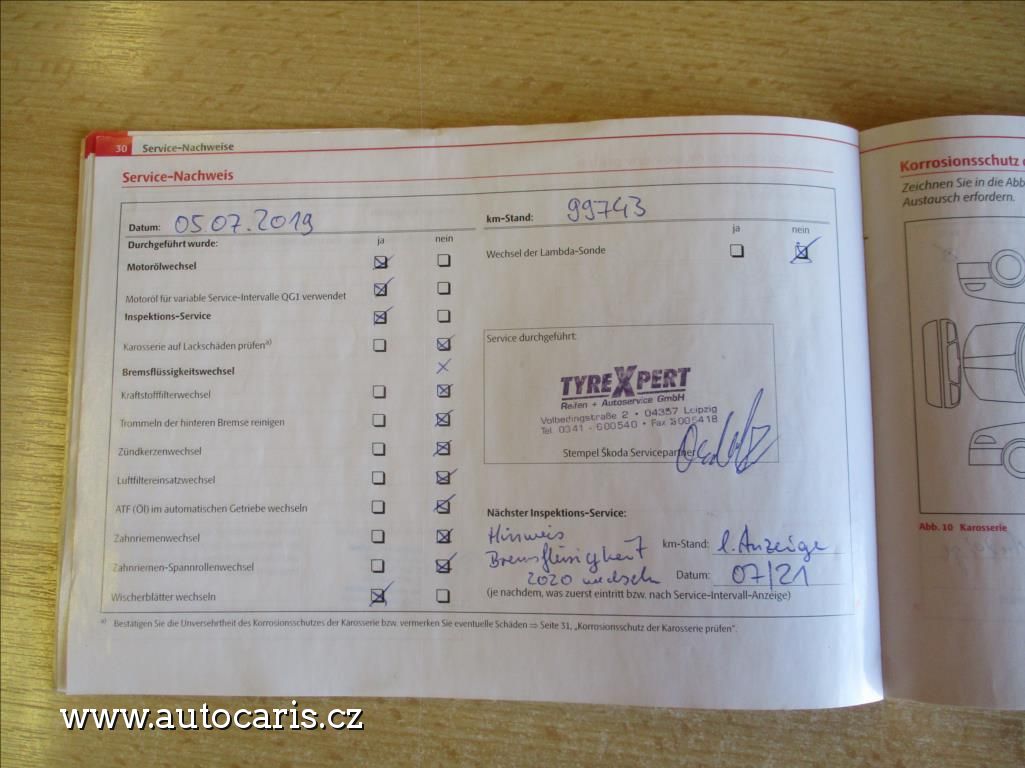 30 Service-Nachweise
Service-Nachweis
Datum: 05.07.2019
km-Stand: 99743
Durchgeführt wurde: ja nein
ja nein
Motorölwechsel
Wechsel der Lambda-Sonde
Motoröl für variable Service-Intervalle QG1 verwendet
Inspektions-Service
Karosserie auf Lackschäden prüfen a)
Bremsflüssigkeitswechsel
Kraftstofffilterwechsel
Trommeln der hinteren Bremse reinigen
Zündkerzenwechsel
Luftfiltereinsatzwechsel
ATF (Öl) im automatischen Getriebe wechseln
Zahnriemenwechsel
Zahnriemen-Spannrollenwechsel
Wischerblätter wechseln
Service durchgeführt:
TYREXPERT
Reifen + Autoservice GmbH
Volbedingstraße 2 • 04357 Leipzig
Tel. 0341 - 600540 • Fax 6005418
Stempel Škoda Servicepartner
Nächster Inspektions-Service:
Hinweis
Bremsflüssigkeit
2020 wechseln
km-Stand: l. Anzeige
Datum: 07/21
(je nachdem, was zuerst eintritt bzw. nach Service-Intervall-Anzeige)
a) Bestätigen Sie die Unversehrtheit des Korrosionsschutzes der Karosserie bzw. vermerken Sie eventuelle Schäden ⇒ Seite 31, „Korrosionsschutz der Karosserie prüfen“.
Korrosionsschutz
Zeichnen Sie in die Abb
Austausch erfordern.
Abb. 10 Karosserie
www.autocaris.cz